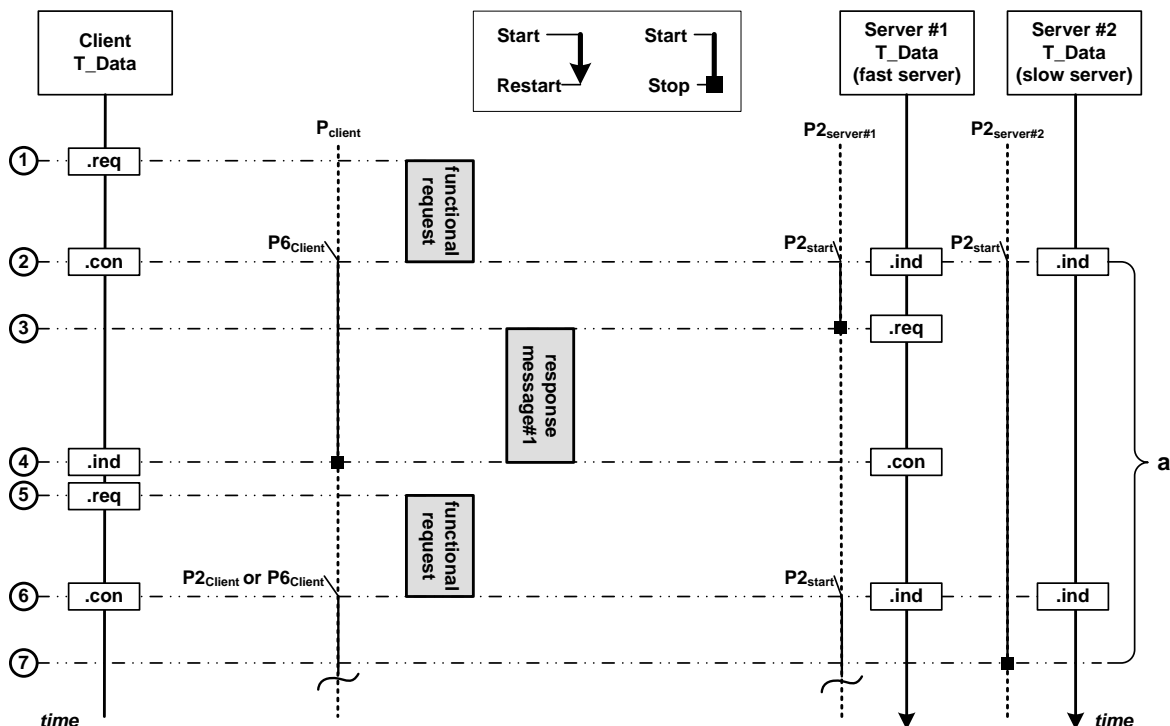 Client
T_Data
Start
Restart
Start
Stop
Server #1
T_Data
(fast server)
Server #2
T_Data
(slow server)
Pclient
P2server#1
P2server#2
1
.req
functional
request
P6Client
P2start
P2start
2
.con
.ind
.ind
3
.req
response
message#1
4
.ind
.con
a
5
.req
functional
request
P2Client or P6Client
P2start
6
.con
.ind
.ind
7
time
time